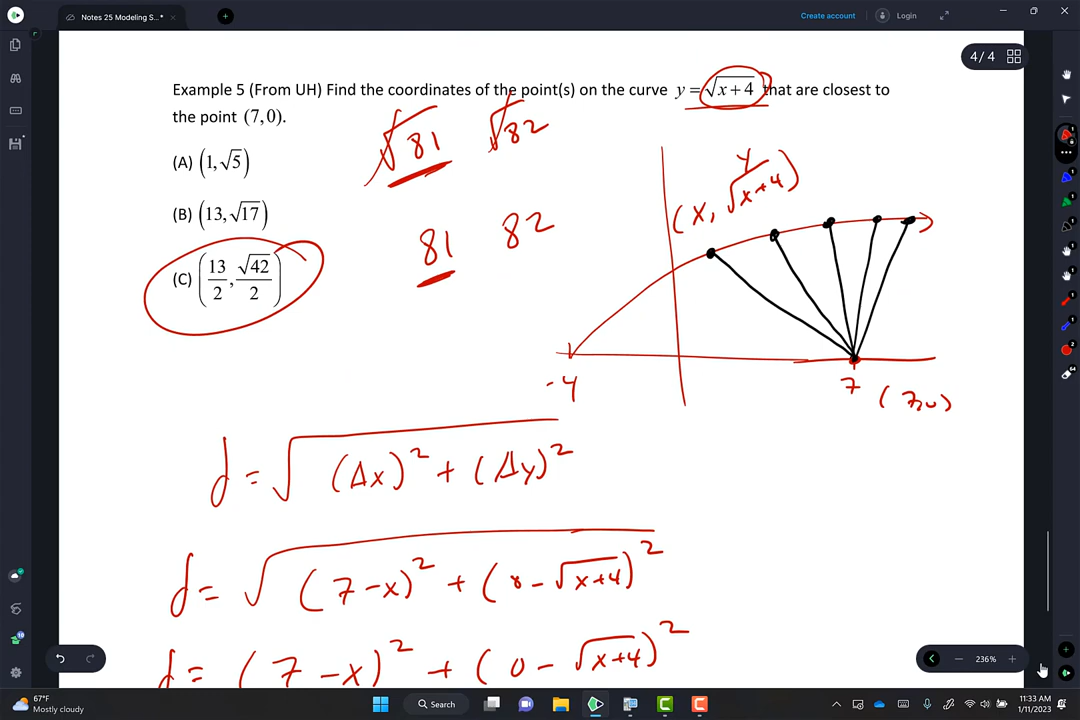 Notes 25 Modeling S...*
Create account
Login
4/4
Example 5 (From UH) Find the coordinates of the point(s) on the curve y = √x+4 that are closest to
the point (7,0).
√81 √82
(A) (1, √5)
(B) (13, √17)
(C) (13/2, √42/2)
81 82
y
(x, √x+4)
-4
7 (7,0)
d = √(Δx)² + (Δy)²
d = √(7-x)² + (0-√x+4)²
d = (7-x)² + (0-√x+4)²
236%
67°F
Mostly cloudy
Search
11:33 AM
1/11/2023